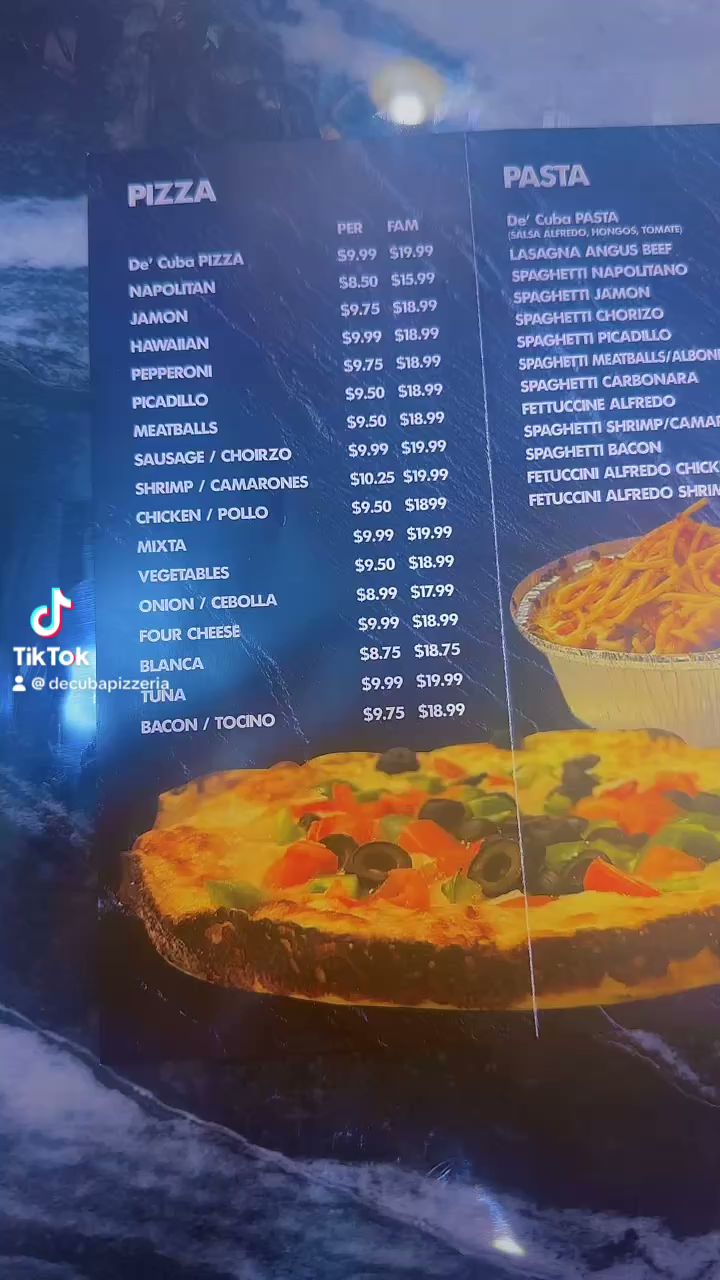 PIZZA
PER FAM
De' Cuba PIZZA $9.99 $19.99
NAPOLITAN $8.50 $15.99
JAMON $9.75 $18.99
HAWAIIAN $9.99 $18.99
PEPPERONI $9.75 $18.99
PICADILLO $9.50 $18.99
MEATBALLS $9.50 $18.99
SAUSAGE / CHOIRZO $9.99 $19.99
SHRIMP / CAMARONES $10.25 $19.99
CHICKEN / POLLO $9.50 $1899
MIXTA $9.99 $19.99
VEGETABLES $9.50 $18.99
ONION / CEBOLLA $8.99 $17.99
FOUR CHEESE $9.99 $18.99
BLANCA $8.75 $18.75
TUNA $9.99 $19.99
BACON / TOCINO $9.75 $18.99
PASTA
De' Cuba PASTA
(SALSA ALFREDO, HONGOS, TOMATE)
LASAGNA ANGUS BEEF
SPAGHETTI NAPOLITANO
SPAGHETTI JAMON
SPAGHETTI CHORIZO
SPAGHETTI PICADILLO
SPAGHETTI MEATBALLS/ALBON
SPAGHETTI CARBONARA
FETTUCCINE ALFREDO
SPAGHETTI SHRIMP/CAMAR
SPAGHETTI BACON
FETUCCINI ALFREDO CHICK
FETUCCINI ALFREDO SHRIM
TikTok
@decubapizzeria